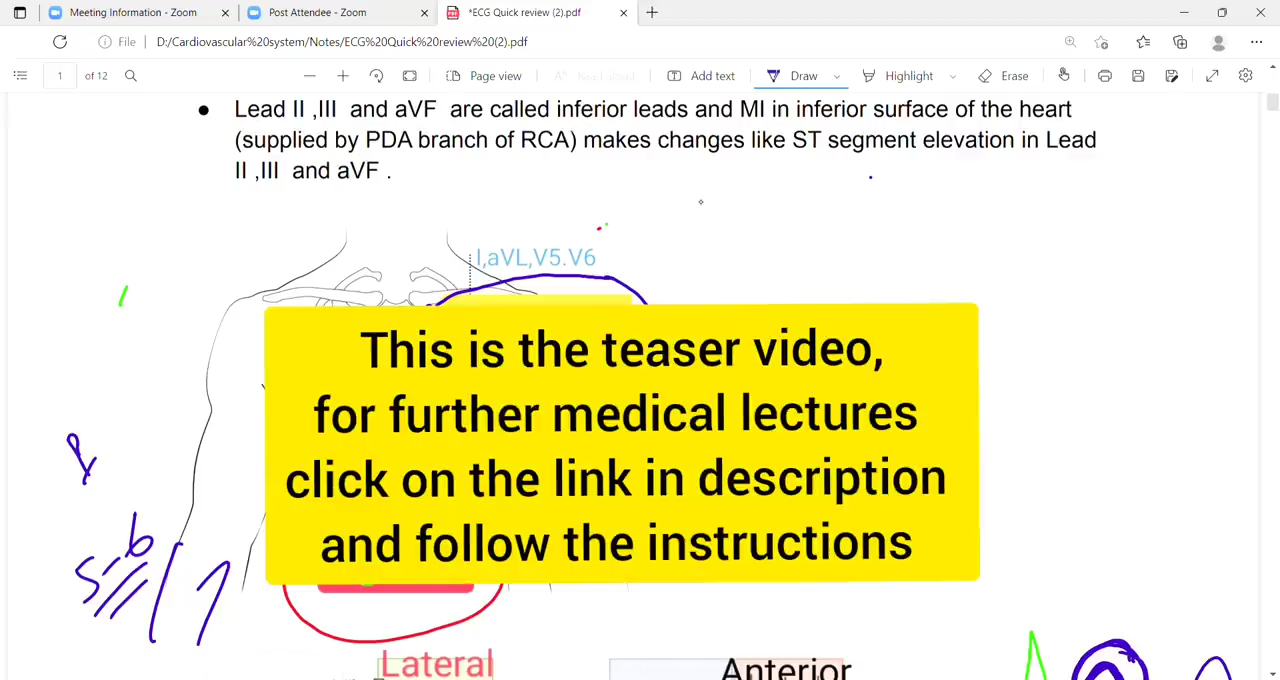 Meeting Information - Zoom
Post Attendee - Zoom
*ECG Quick review (2).pdf
File
D:/Cardiovascular%20system/Notes/ECG%20Quick%20review%20(2).pdf
1 of 12
Page view
Read aloud
Add text
Draw
Highlight
Erase
Lead II ,III and aVF are called inferior leads and MI in inferior surface of the heart
(supplied by PDA branch of RCA) makes changes like ST segment elevation in Lead
II ,III and aVF .
I,aVL,V5.V6
This is the teaser video,
for further medical lectures
click on the link in description
and follow the instructions
Lateral
Anterior